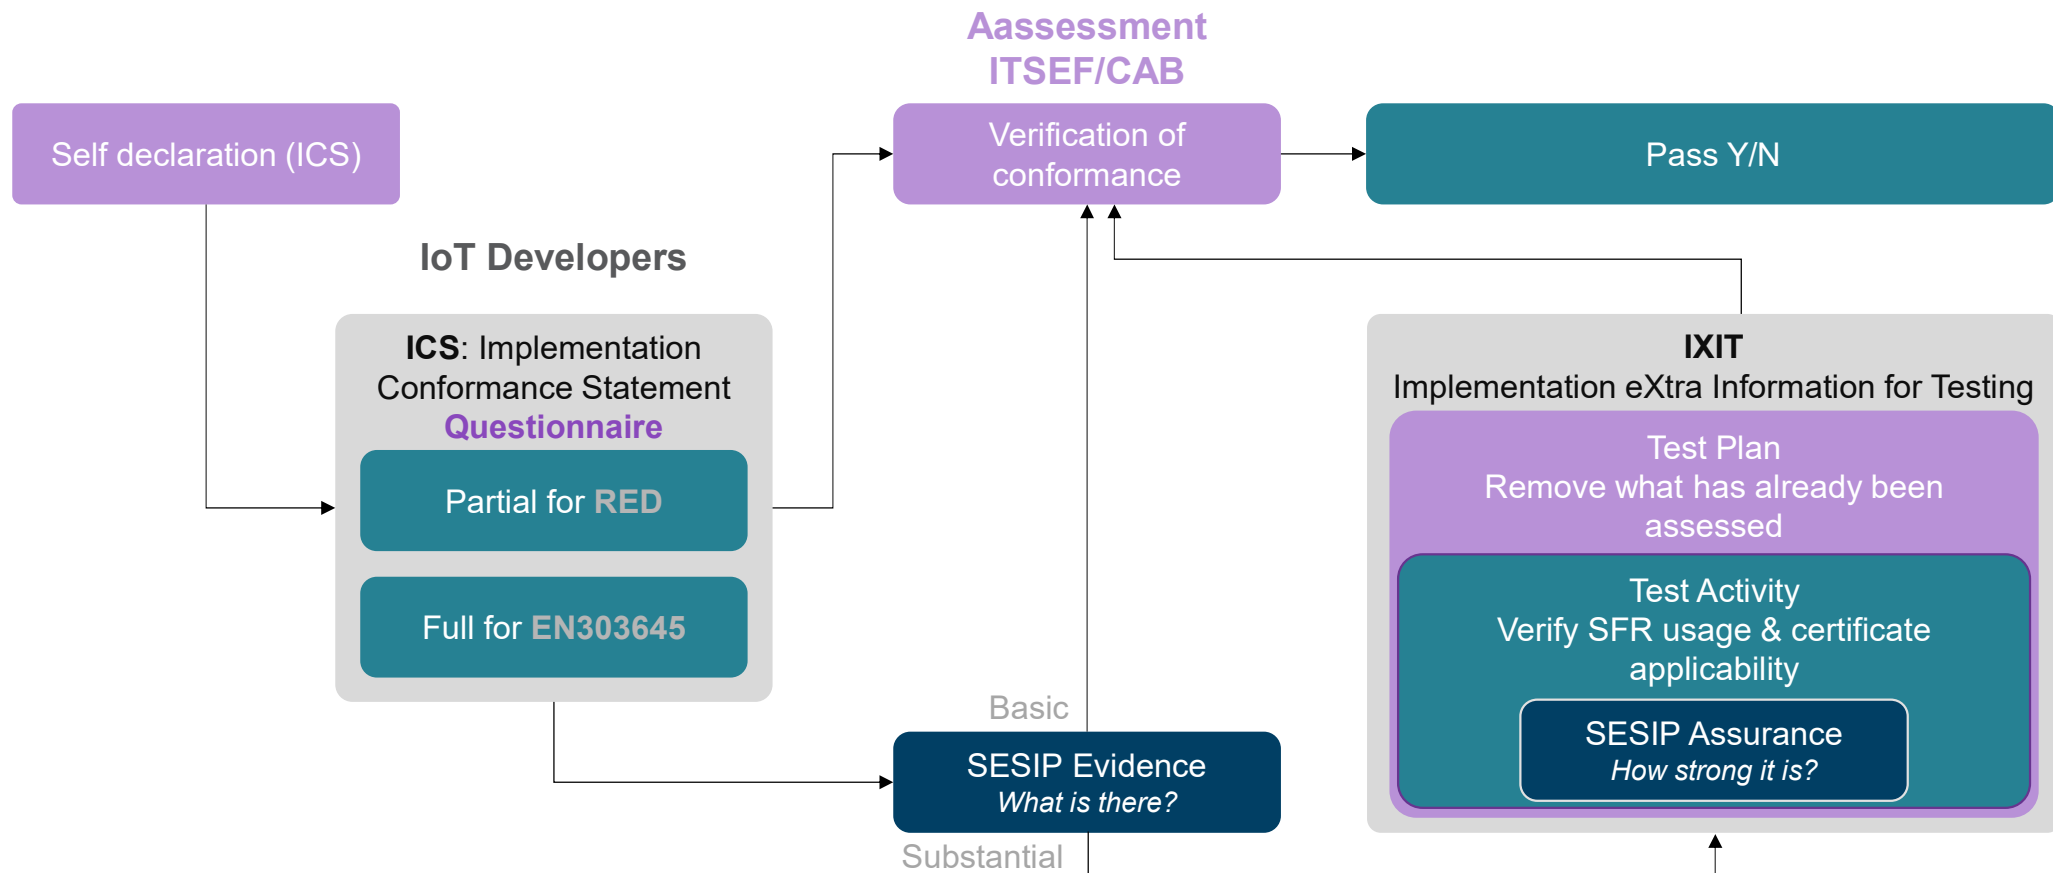 Aassessment
ITSEF/CAB
Self declaration (ICS)
Verification of
conformance
Pass Y/N
IoT Developers
ICS: Implementation
Conformance Statement
Questionnaire
Partial for RED
Full for EN303645
IXIT
Implementation eXtra Information for Testing
Test Plan
Remove what has already been
assessed
Test Activity
Verify SFR usage & certificate
applicability
SESIP Assurance
How strong it is?
Basic
SESIP Evidence
What is there?
Substantial